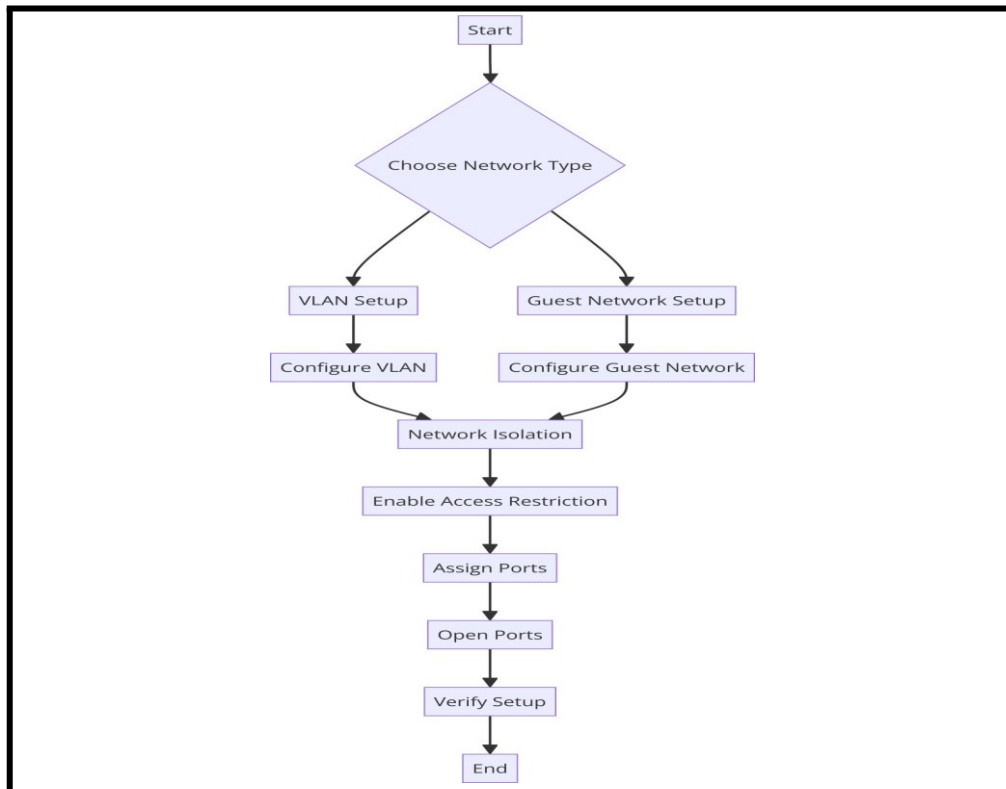 Start
Choose Network Type
VLAN Setup
Guest Network Setup
Configure VLAN
Configure Guest Network
Network Isolation
Enable Access Restriction
Assign Ports
Open Ports
Verify Setup
End